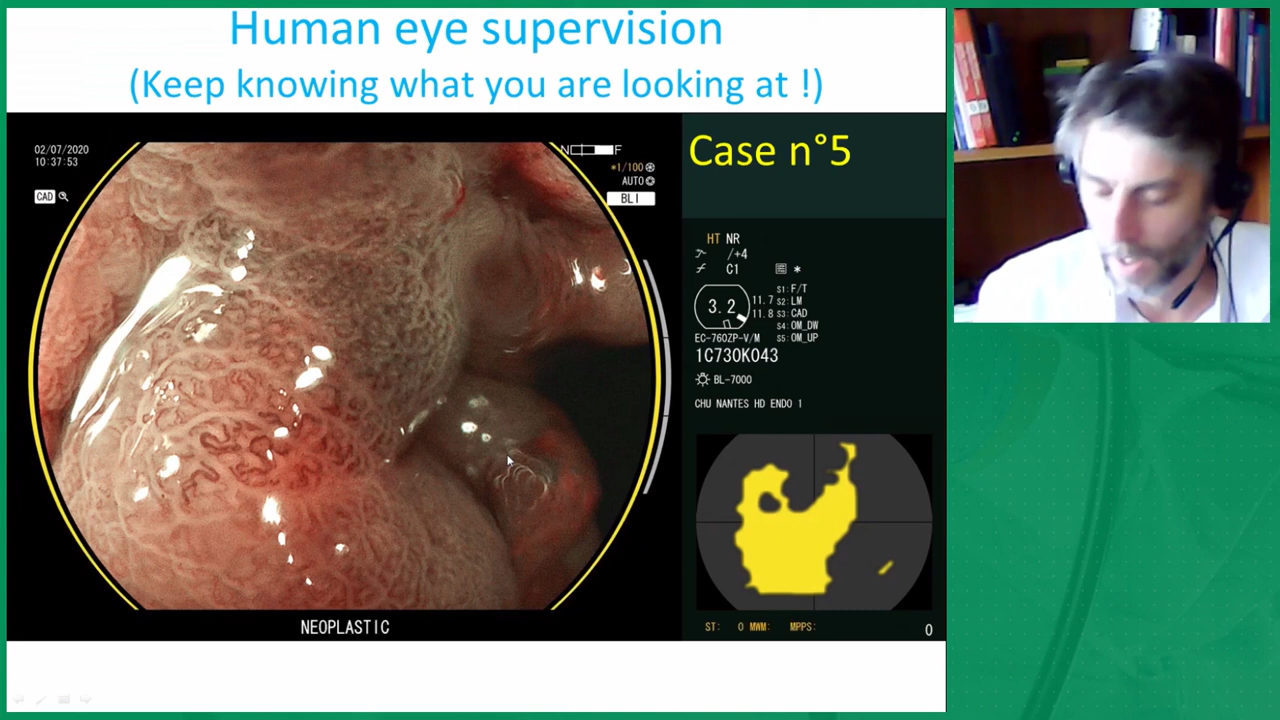 Human eye supervision
(Keep knowing what you are looking at !)
02/07/2020
10:37:53
CAD
N F
*1/100
AUTO
BLI
Case n°5
HT NR
/+4
C1 *
3.2
11.7
11.8
S1:F/T
S2:LM
S3:CAD
S4:OM_DW
S5:OM_UP
EC-760ZP-V/M
1C730K043
BL-7000
CHU NANTES HD ENDO 1
NEOPLASTIC
ST: 0 MWM: MPPS:
0